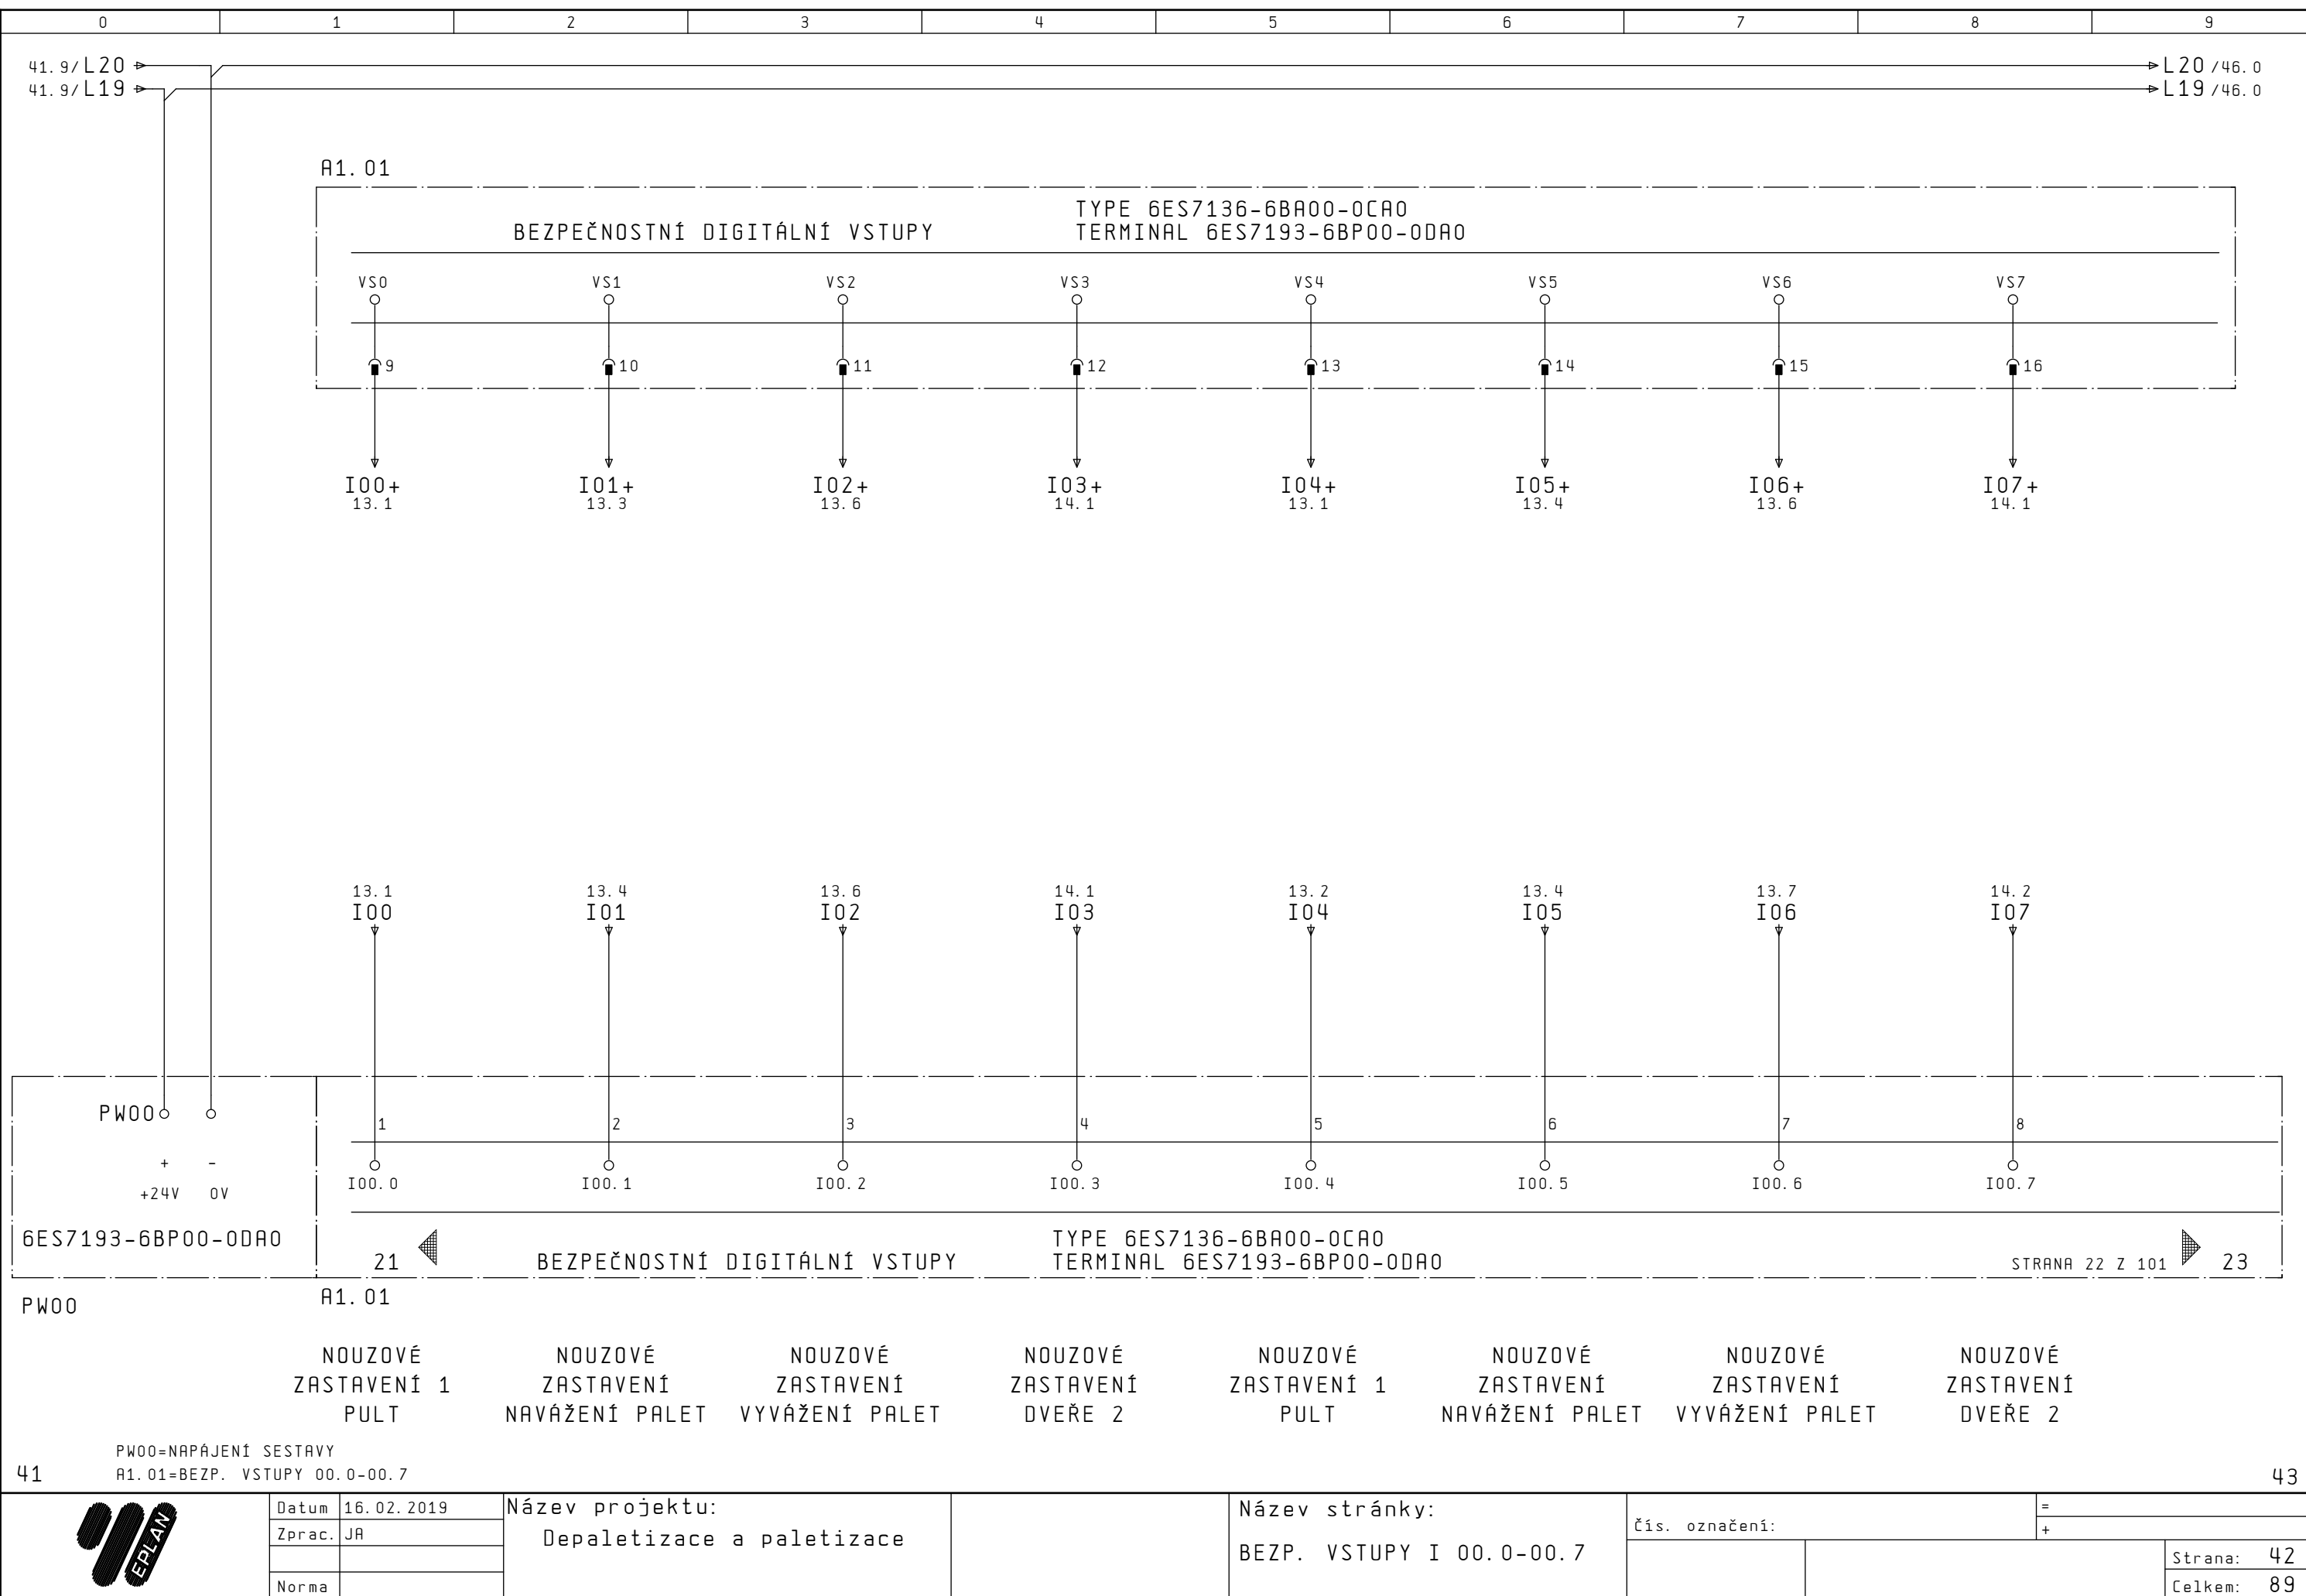 0 1 2 3 4 5 6 7 8 9
41.9/L20 L20/46.0
41.9/L19 L19/46.0
A1.01
TYPE 6ES7136-6BA00-0CA0
BEZPEČNOSTNÍ DIGITÁLNÍ VSTUPY TERMINAL 6ES7193-6BP00-0DA0
VS0 VS1 VS2 VS3 VS4 VS5 VS6 VS7
9 10 11 12 13 14 15 16
I00+ I01+ I02+ I03+ I04+ I05+ I06+ I07+
13.1 13.3 13.6 14.1 13.1 13.4 13.6 14.1
13.1 13.4 13.6 14.1 13.2 13.4 13.7 14.2
I00 I01 I02 I03 I04 I05 I06 I07
PW00
1 2 3 4 5 6 7 8
+ -
+24V 0V
I00.0 I00.1 I00.2 I00.3 I00.4 I00.5 I00.6 I00.7
6ES7193-6BP00-0DA0
TYPE 6ES7136-6BA00-0CA0
21 BEZPEČNOSTNÍ DIGITÁLNÍ VSTUPY TERMINAL 6ES7193-6BP00-0DA0 STRANA 22 Z 101 23
PW00
A1.01
NOUZOVÉ NOUZOVÉ NOUZOVÉ NOUZOVÉ NOUZOVÉ NOUZOVÉ NOUZOVÉ NOUZOVÉ
ZASTAVENÍ 1 ZASTAVENÍ ZASTAVENÍ ZASTAVENÍ ZASTAVENÍ 1 ZASTAVENÍ ZASTAVENÍ ZASTAVENÍ
PULT NAVÁŽENÍ PALET VYVÁŽENÍ PALET DVEŘE 2 PULT NAVÁŽENÍ PALET VYVÁŽENÍ PALET DVEŘE 2
PW00=NAPÁJENÍ SESTAVY
41 A1.01=BEZP. VSTUPY 00.0-00.7 43
EPLAN
Datum 16.02.2019
Zprac. JA
Norma
Název projektu:
Depaletizace a paletizace
Název stránky:
BEZP. VSTUPY I 00.0-00.7
Čís. označení:
=
+
Strana: 42
Celkem: 89